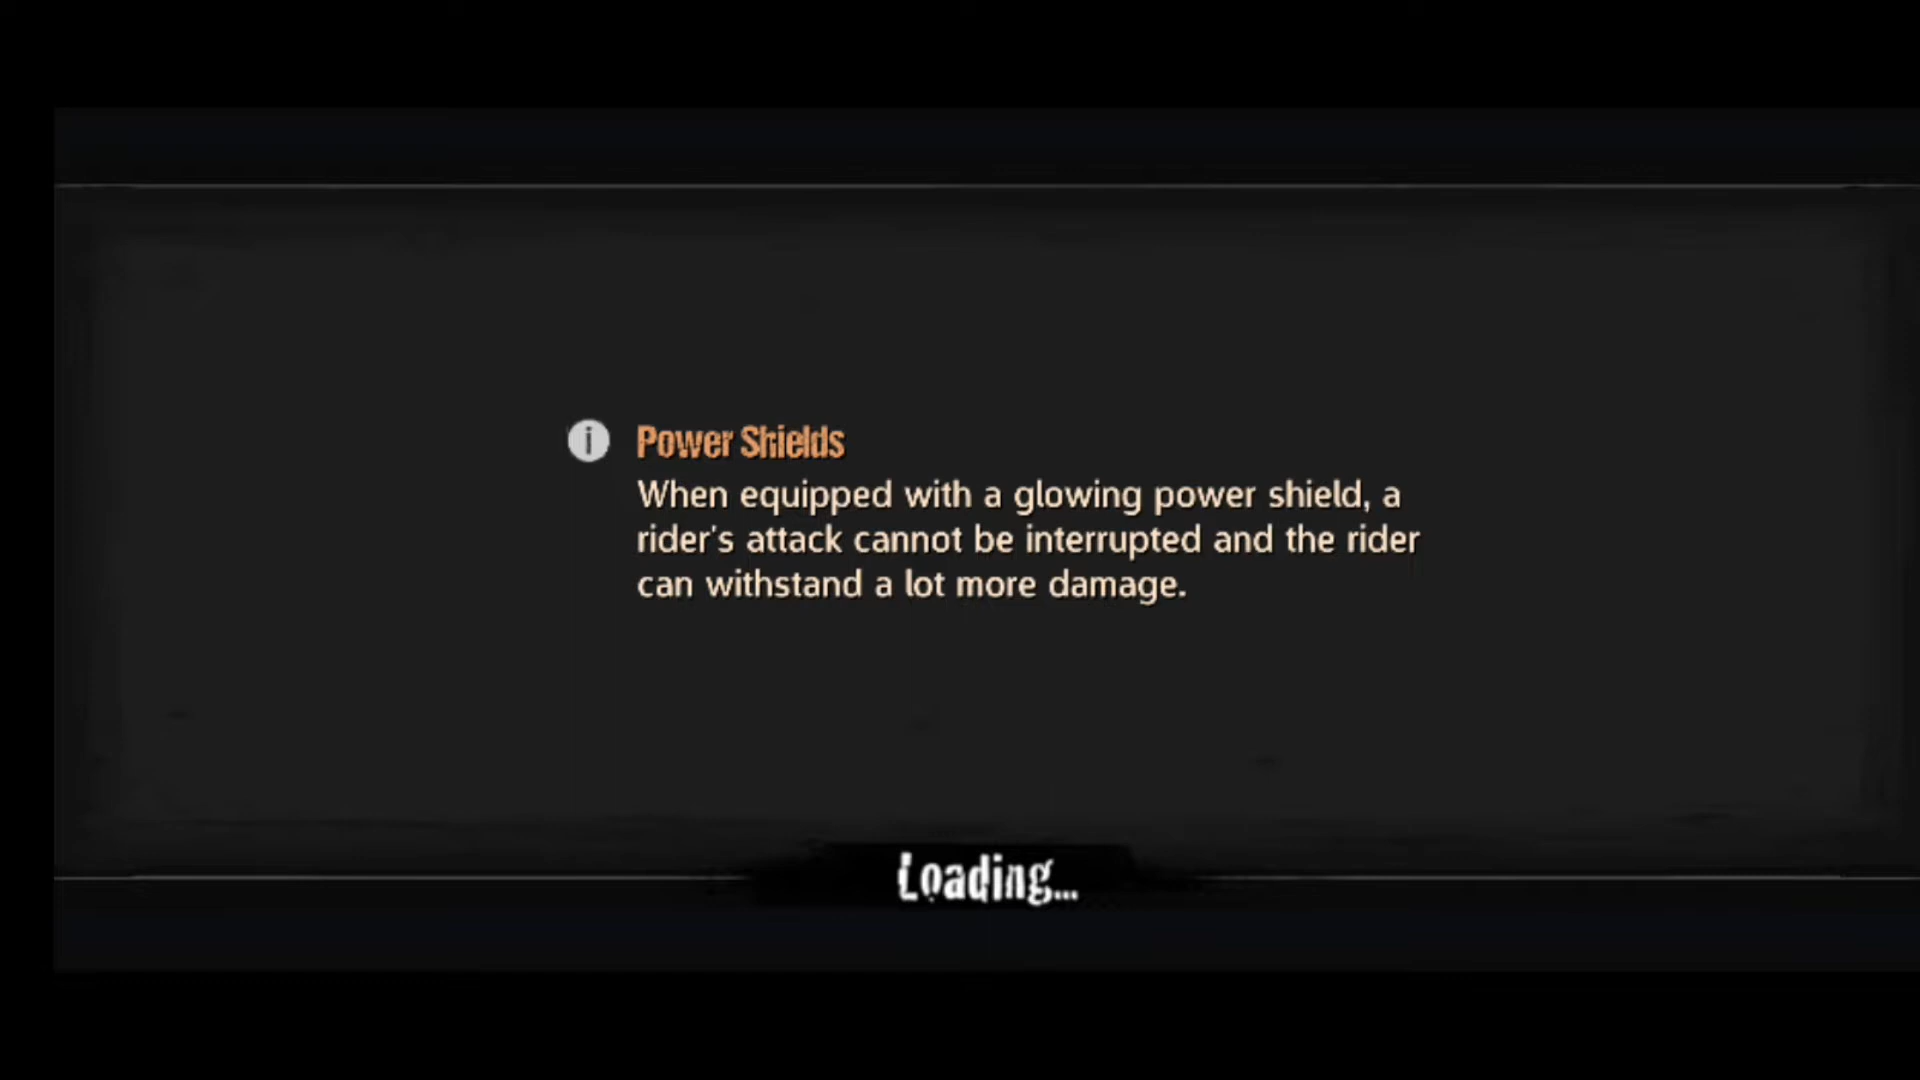 Power Shields
When equipped with a glowing power shield, a
rider's attack cannot be interrupted and the rider
can withstand a lot more damage.
Loading...